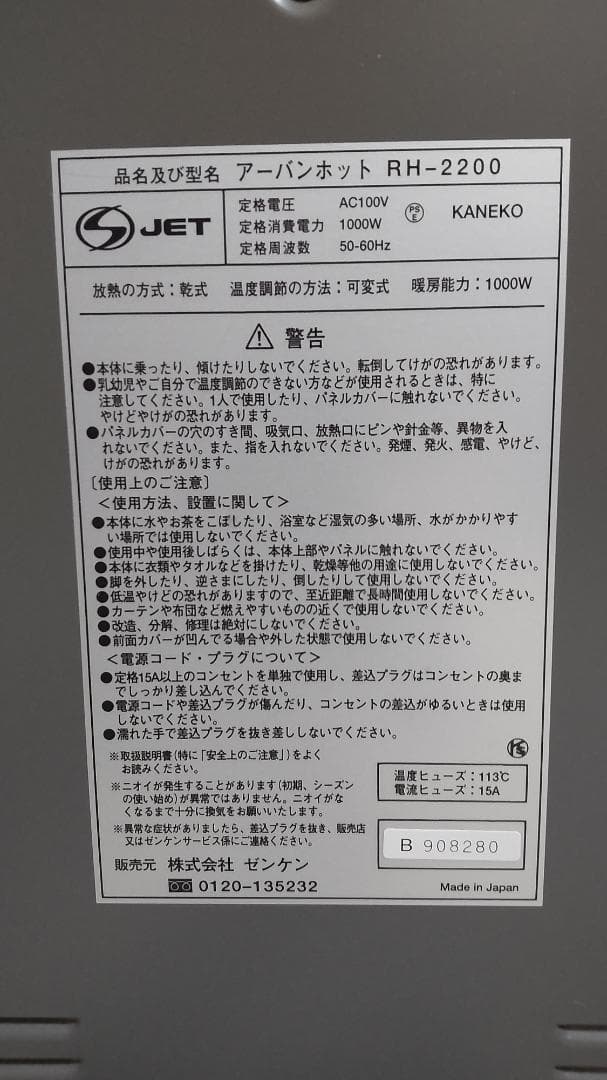 品名及び型名 アーバンホット RH-2200
S JET
定格電圧 AC100V
定格消費電力 1000W
定格周波数 50-60Hz
PS
E
KANEKO
放熱の方式：乾式 温度調節の方法：可変式 暖房能力：1000W
警告
●本体に乗ったり、傾けたりしないでください。転倒してけがの恐れがあります。
●乳幼児やご自分で温度調節のできない方などが使用されるときは、特に
注意してください。1人で使用したり、パネルカバーに触れないでください。
やけどやけがの恐れがあります。
●パネルカバーの穴のすき間、吸気口、放熱口にピンや針金等、異物を入
れないでください。また、指を入れないでください。発煙、発火、感電、やけど、
けがの恐れがあります。
〔使用上のご注意〕
＜使用方法、設置に関して＞
●本体に水やお茶をこぼしたり、浴室など湿気の多い場所、水がかかりやす
い場所では使用しないでください。
●使用中や使用後しばらくは、本体上部やパネルに触れないでください。
●本体に衣類やタオルなどを掛けたり、乾燥等他の用途に使用しないでください。
●脚を外したり、逆さまにしたり、倒したりして使用しないでください。
●低温やけどの恐れがありますので、至近距離で長時間使用しないでください。
●カーテンや布団など燃えやすいものの近くで使用しないでください。
●改造、分解、修理は絶対にしないでください。
●前面カバーが凹んでる場合や外した状態で使用しないでください。
＜電源コード・プラグについて＞
●定格15A以上のコンセントを単独で使用し、差込プラグはコンセントの奥ま
でしっかり差し込んでください。
●電源コードや差込プラグが傷んだり、コンセントの差込がゆるいときは使用
しないでください。
●濡れた手で差込プラグを抜き差ししないでください。
※取扱説明書（特に「安全上のご注意」）をよく
お読みください。
※ニオイが発生することがあります（初期、シーズン
の使い始め）が異常ではありません。ニオイがな
くなるまで十分に換気をお願いいたします。
※異常な症状がありましたら、差込プラグを抜き、販売店
又はゼンケンサービス係にご連絡ください。
温度ヒューズ：113℃
電流ヒューズ：15A
B 908280
販売元 株式会社 ゼンケン
0120-135232
Made in Japan